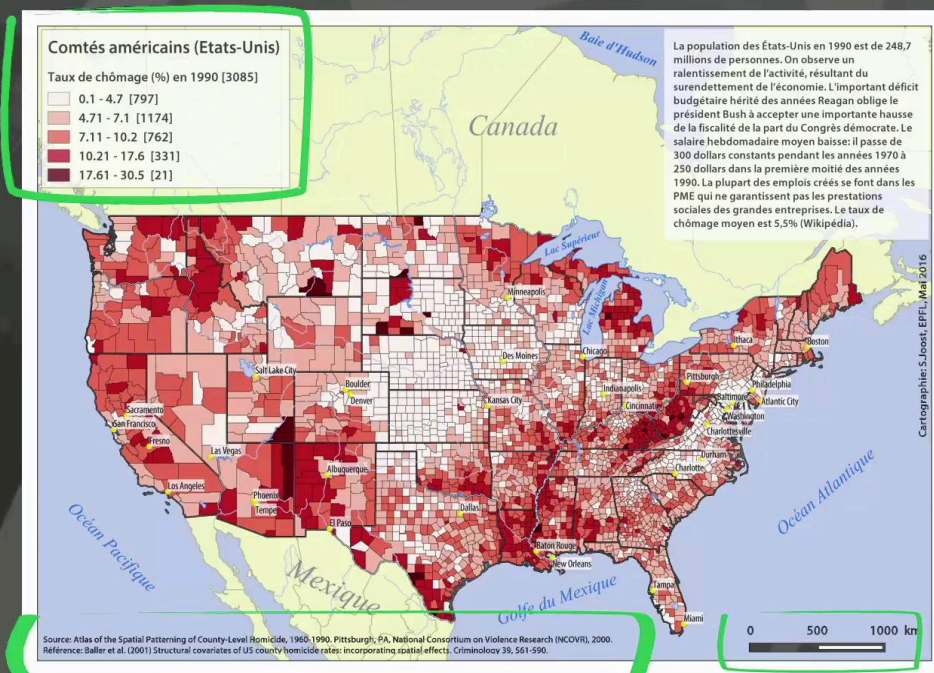 Comtés américains (Etats-Unis)
Taux de chômage (%) en 1990 [3085]
0.1 - 4.7 [797]
4.71 - 7.1 [1174]
7.11 - 10.2 [762]
10.21 - 17.6 [331]
17.61 - 30.5 [21]
La population des États-Unis en 1990 est de 248,7
millions de personnes. On observe un
ralentissement de l'activité, résultant du
surendettement de l'économie. L'important déficit
budgétaire hérité des années Reagan oblige le
président Bush à accepter une importante hausse
de la fiscalité de la part du Congrès démocrate. Le
salaire hebdomadaire moyen baisse: il passe de
300 dollars constants pendant les années 1970 à
250 dollars dans la première moitié des années
1990. La plupart des emplois créés se font dans les
PME qui ne garantissent pas les prestations
sociales des grandes entreprises. Le taux de
chômage moyen est 5,5% (Wikipédia).
Baie d'Hudson
Canada
Lac Supérieur
Lac Michigan
Minneapolis
Ithaca
Boston
Des Moines
Chicago
Salt Lake City
Pittsburgh
Philadelphia
Boulder
Denver
Indianapolis
Baltimore
Atlantic City
Kansas City
Cincinnati
Washington
Sacramento
San Francisco
Charlottesville
Fresno
Las Vegas
Durham
Charlotte
Albuquerque
Los Angeles
Phoenix
Tempe
Dallas
El Paso
Baton Rouge
New Orleans
Tampa
Miami
Océan Pacifique
Mexique
Golfe du Mexique
Océan Atlantique
Cartographie: S.Joost, EPFL, Mai 2016
Source: Atlas of the Spatial Patterning of County-Level Homicide, 1960-1990. Pittsburgh, PA, National Consortium on Violence Research (NCOVR), 2000.
Référence: Baller et al. (2001) Structural covariates of US county homicide rates: incorporating spatial effects. Criminology 39, 561-590.
0 500 1000 km